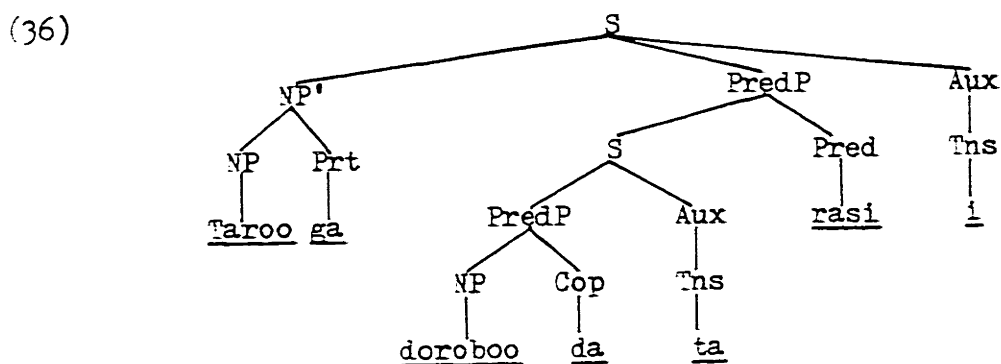 (36) S
NP' PredP Aux
NP Prt S Pred Tns
Taroo ga PredP Aux rasi i
NP Cop Tns
doroboo da ta